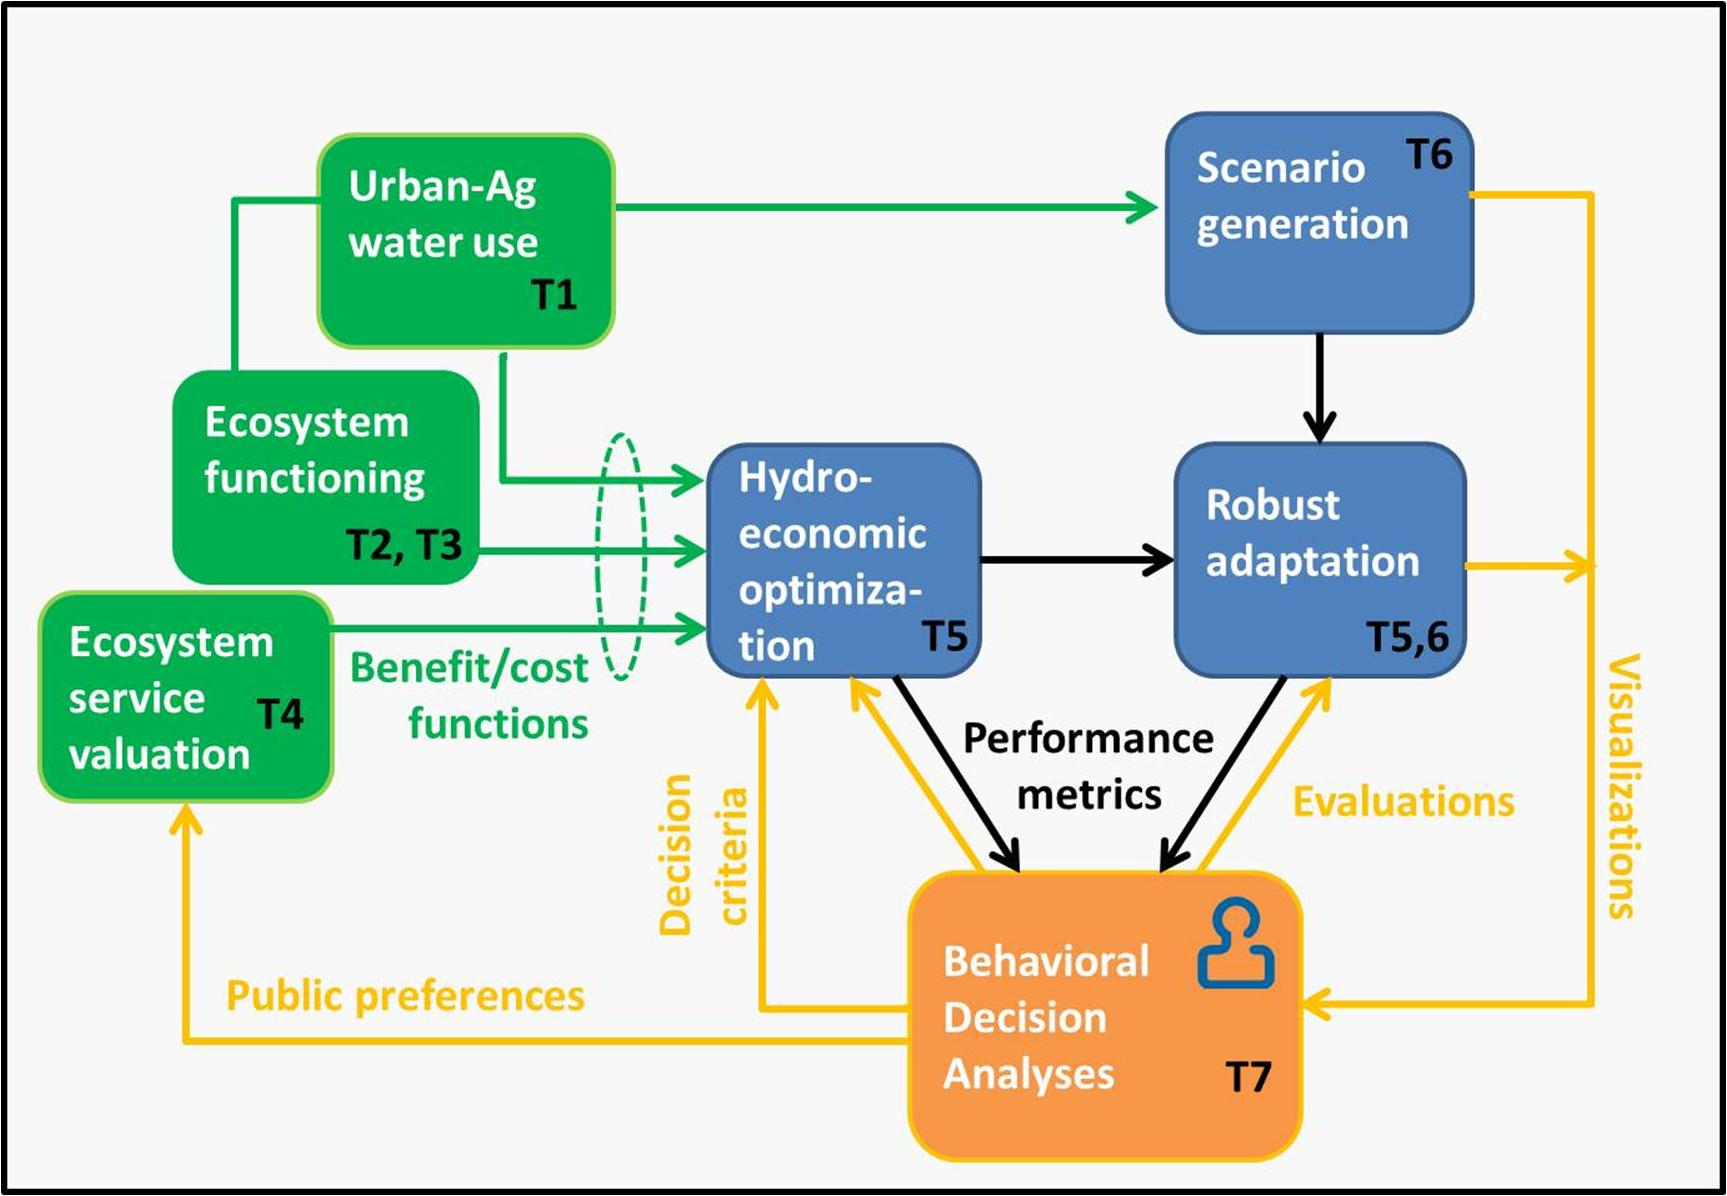 Urban-Ag
water use
T1
Scenario
generation
T6
Ecosystem
functioning
T2, T3
Hydro-
economic
optimiza-
tion
T5
Robust
adaptation
T5,6
Ecosystem
service
valuation
T4
Benefit/cost
functions
Performance
metrics
Decision
criteria
Evaluations
Visualizations
Public preferences
Behavioral
Decision
Analyses
T7